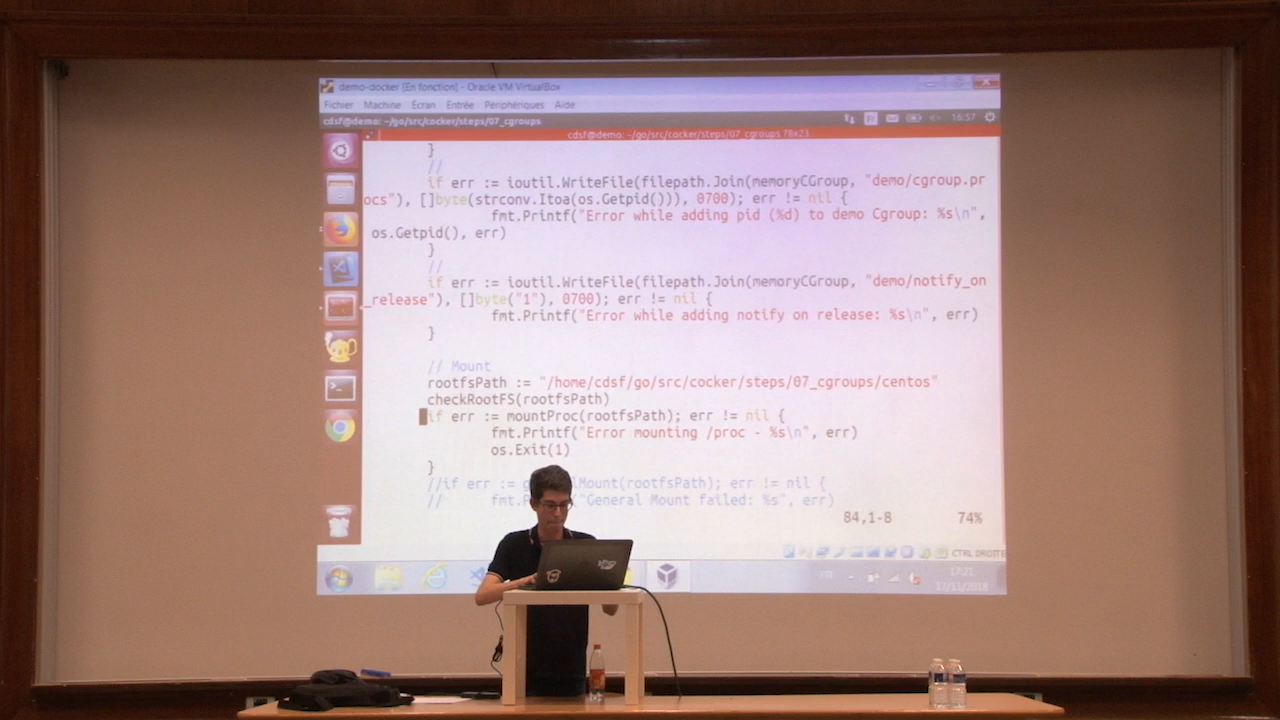 demo-docker [En fonction] - Oracle VM VirtualBox
Fichier Machine Écran Entrée Périphériques Aide
cdsf@demo: ~/go/src/cocker/steps/07_cgroups
Fr
16:57
cdsf@demo: ~/go/src/cocker/steps/07_cgroups 78x23
}
//
if err := ioutil.WriteFile(filepath.Join(memoryCGroup, "demo/cgroup.pr
ocs"), []byte(strconv.Itoa(os.Getpid())), 0700); err != nil {
fmt.Printf("Error while adding pid (%d) to demo Cgroup: %s\n",
os.Getpid(), err)
}
//
if err := ioutil.WriteFile(filepath.Join(memoryCGroup, "demo/notify_on
_release"), []byte("1"), 0700); err != nil {
fmt.Printf("Error while adding notify on release: %s\n", err)
}
// Mount
rootfsPath := "/home/cdsf/go/src/cocker/steps/07_cgroups/centos"
checkRootFS(rootfsPath)
if err := mountProc(rootfsPath); err != nil {
fmt.Printf("Error mounting /proc - %s\n", err)
os.Exit(1)
}
//if err := Mount(rootfsPath); err != nil {
// fmt.P "General Mount failed: %s", err)
84,1-8 74%
CTRL DROITE
FR
17:21
17/11/2018